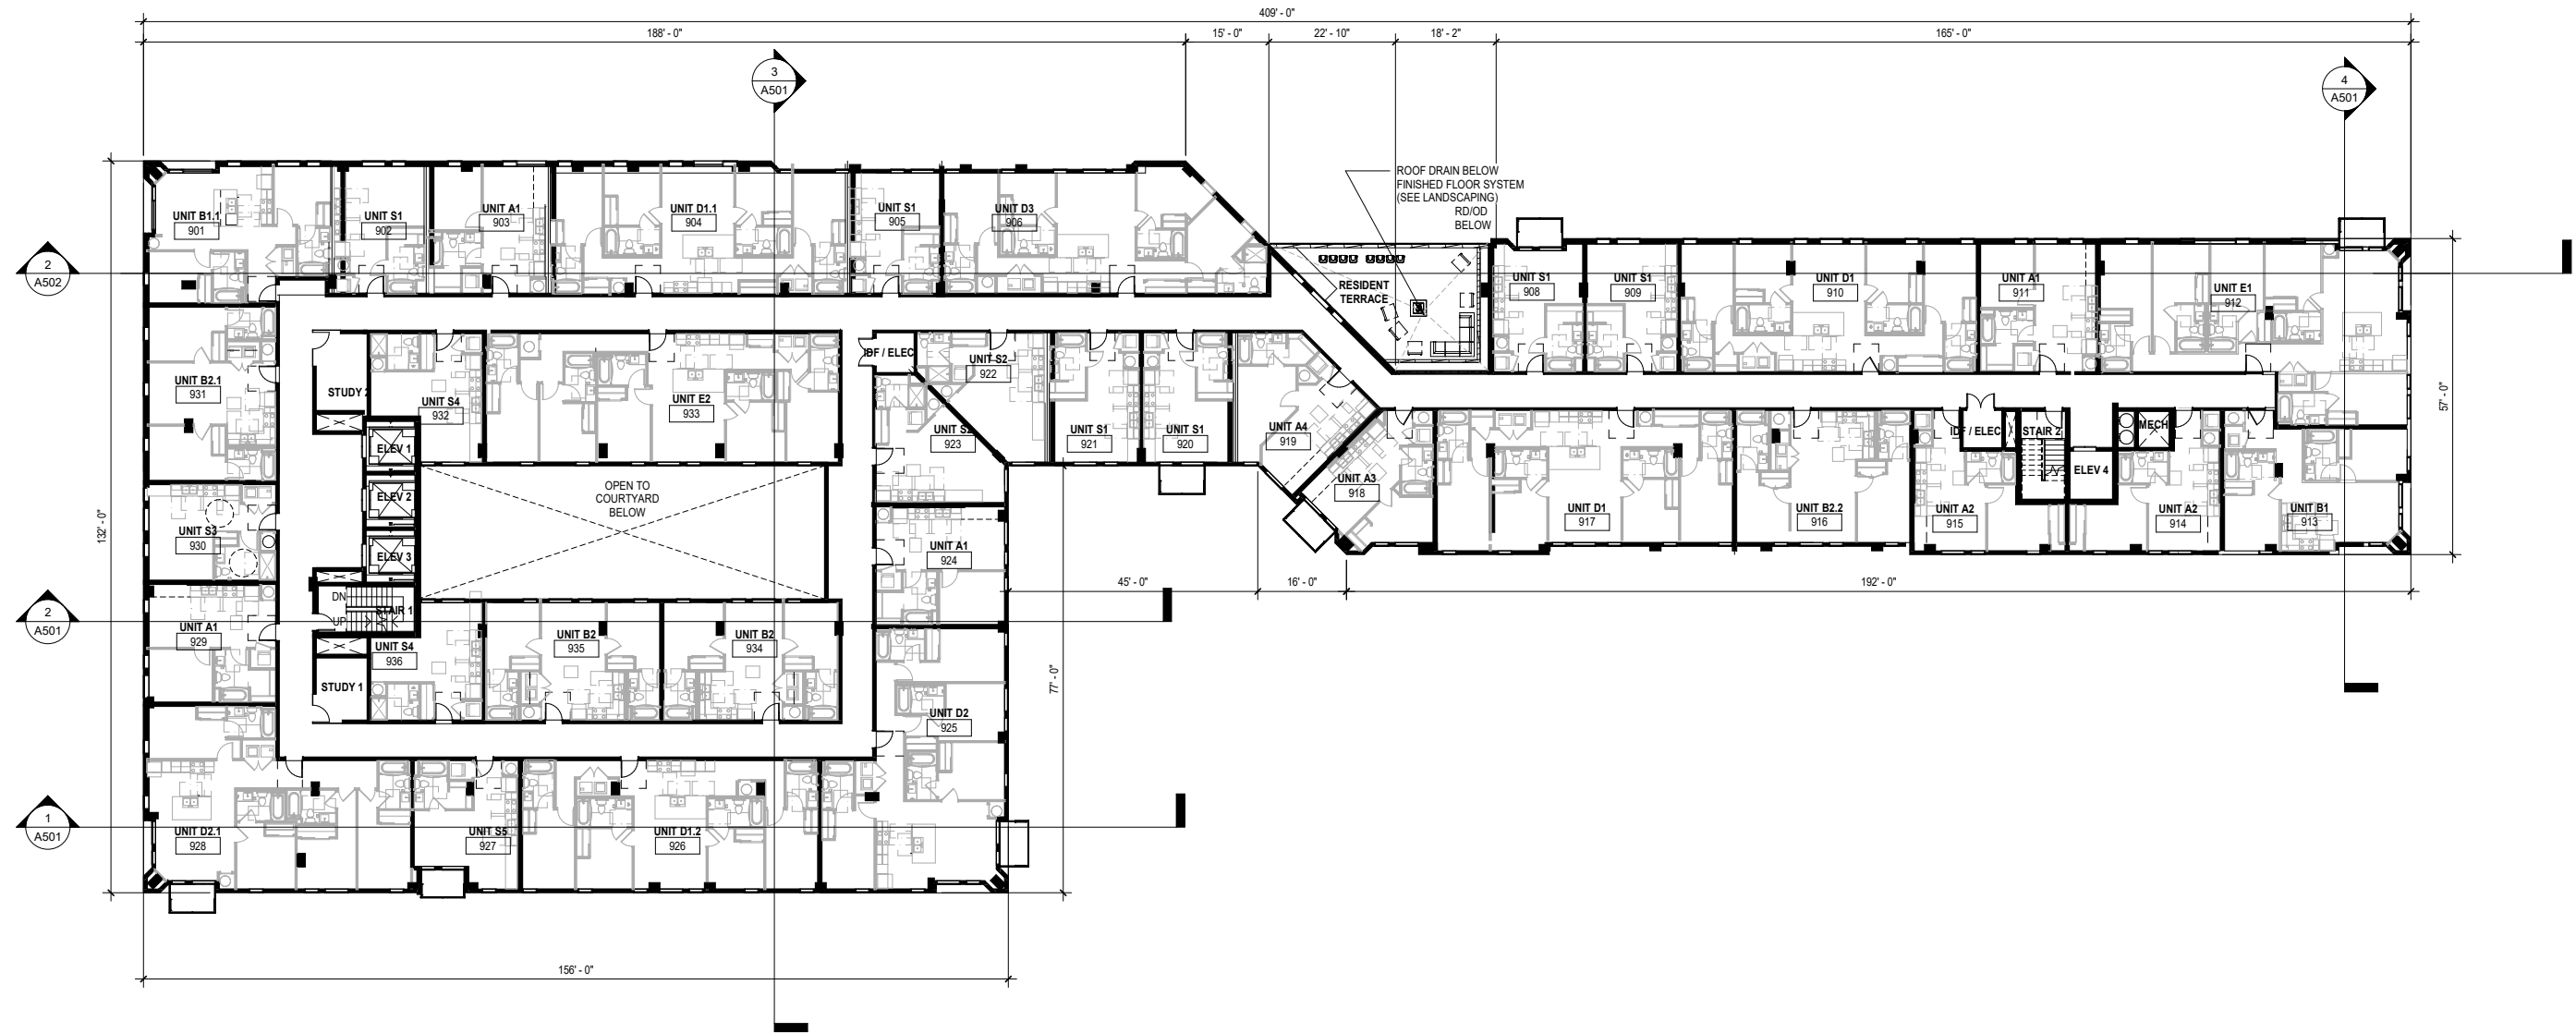 409' - 0"
188' - 0"
15' - 0"
22' - 10"
18' - 2"
165' - 0"
3
A501
4
A501
ROOF DRAIN BELOW
FINISHED FLOOR SYSTEM
(SEE LANDSCAPING)
RD/OD
BELOW
UNIT B1.1
901
UNIT S1
902
UNIT A1
903
UNIT D1.1
904
UNIT S1
905
UNIT D3
906
2
A502
RESIDENT
TERRACE
UNIT S1
908
UNIT S1
909
UNIT D1
910
UNIT A1
911
UNIT E1
912
UNIT B2.1
931
STUDY 2
UNIT S4
932
UNIT E2
933
IDF / ELEC
UNIT S2
922
UNIT S2
923
UNIT S1
921
UNIT S1
920
UNIT A4
919
57' - 0"
ELEV 1
ELEV 2
ELEV 3
OPEN TO
COURTYARD
BELOW
UNIT A3
918
UNIT D1
917
UNIT B2.2
916
UNIT A2
915
IDF / ELEC
STAIR 2
ELEV 4
MECH
UNIT A2
914
UNIT B1
913
132' - 0"
UNIT S3
930
UNIT A1
924
45' - 0"
16' - 0"
192' - 0"
2
A501
UNIT A1
929
DN
UP
STAIR 1
UNIT S4
936
UNIT B2
935
UNIT B2
934
STUDY 1
77' - 0"
UNIT D2
925
1
A501
UNIT D2.1
928
UNIT S5
927
UNIT D1.2
926
156' - 0"